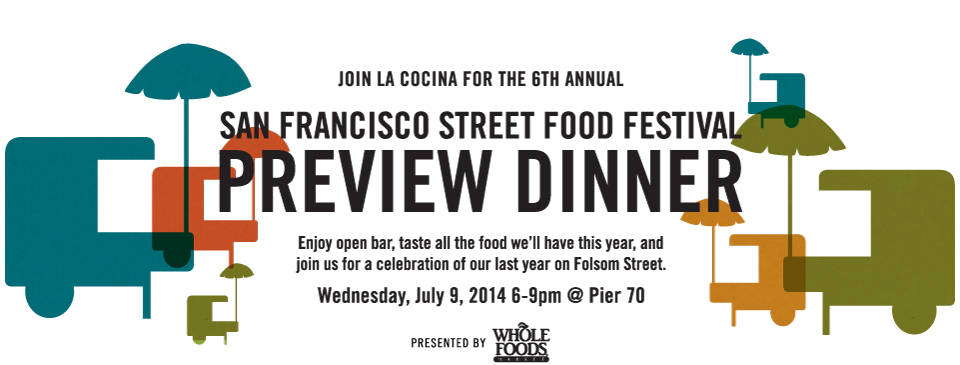 JOIN LA COCINA FOR THE 6TH ANNUAL
SAN FRANCISCO STREET FOOD FESTIVAL
PREVIEW DINNER
Enjoy open bar, taste all the food we'll have this year, and
join us for a celebration of our last year on Folsom Street.
Wednesday, July 9, 2014 6-9pm @ Pier 70
PRESENTED BY WHOLE
FOODS
MARKET